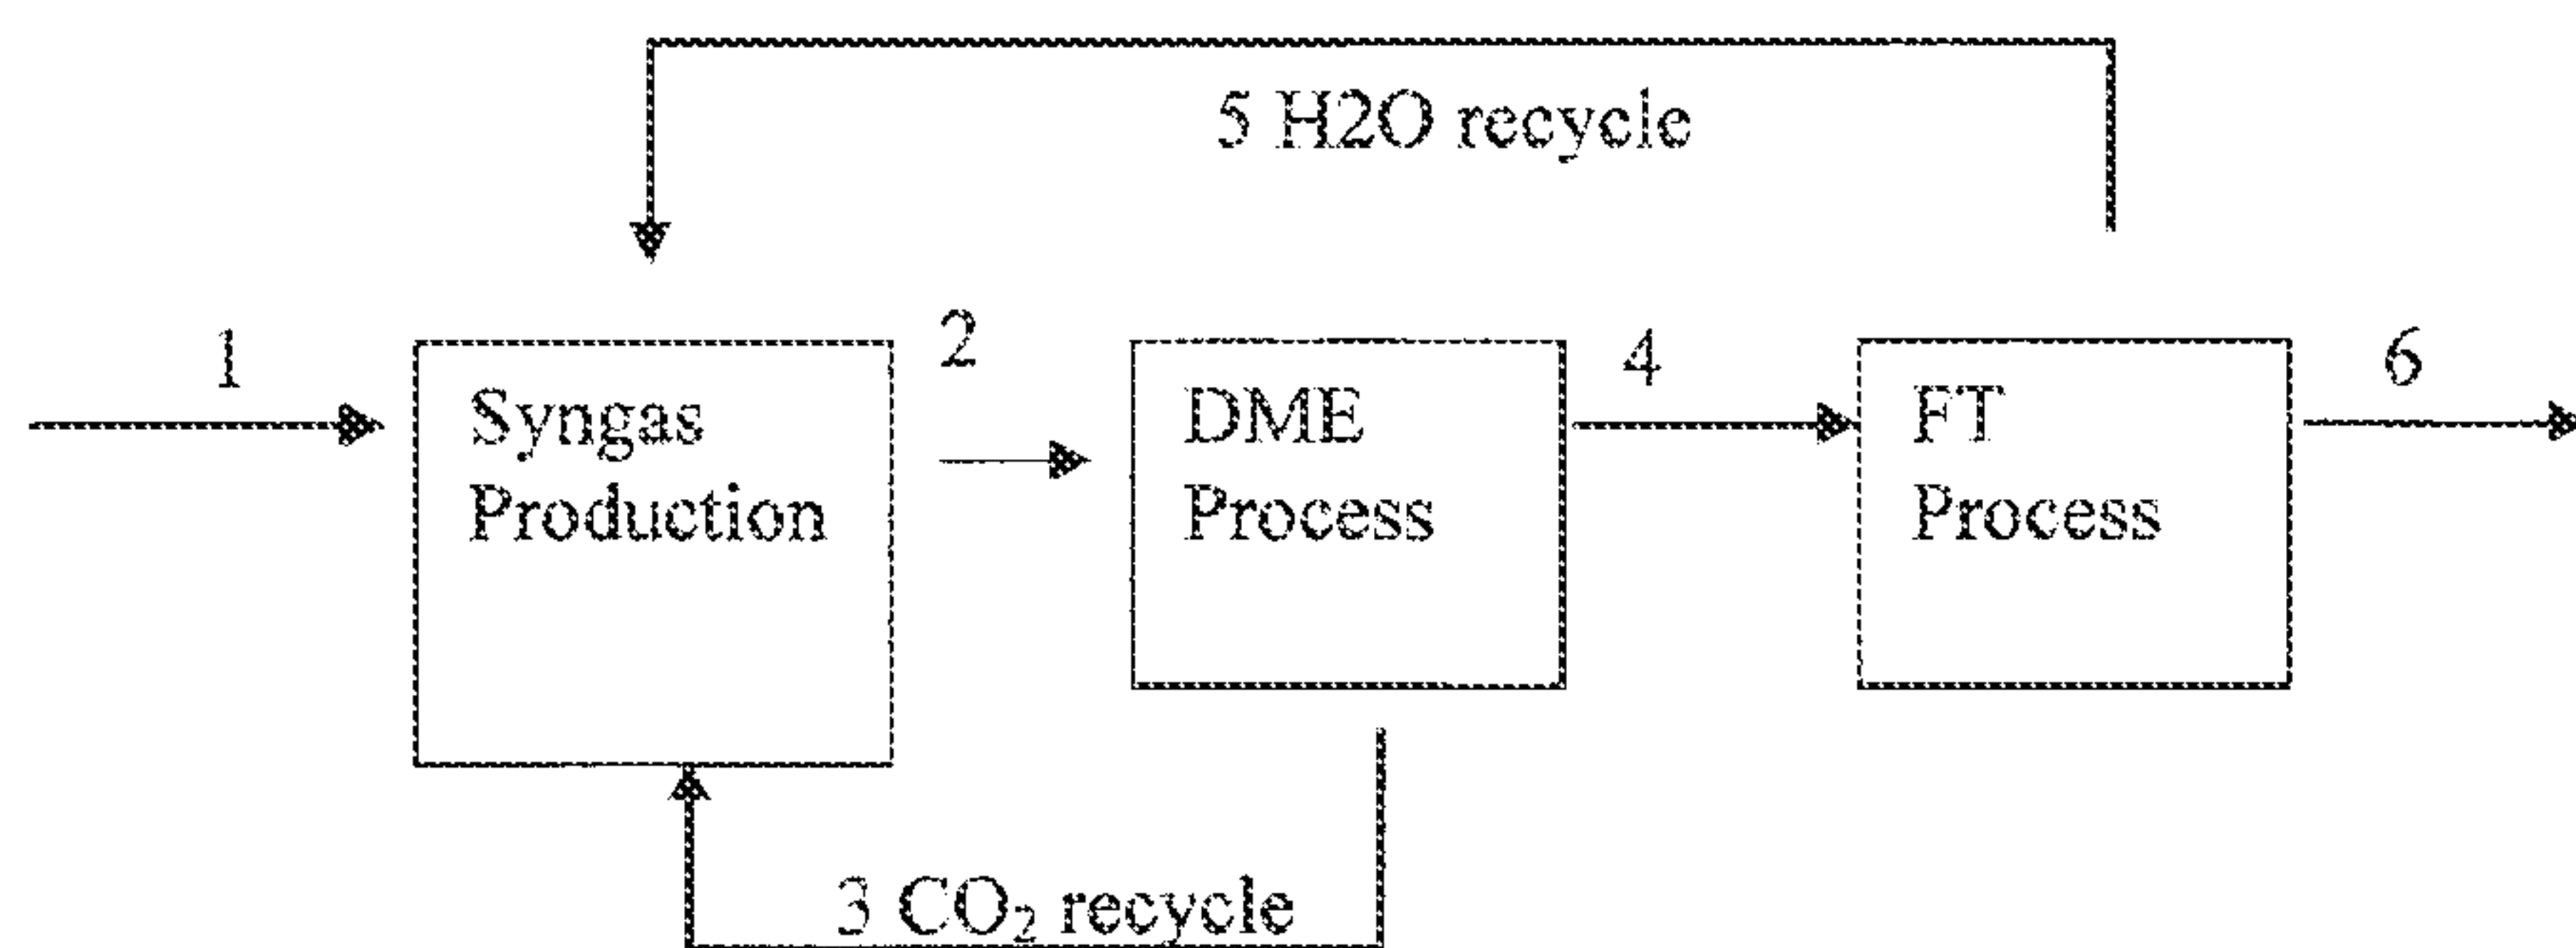 5 H2O recycle
1
2
4
6
Syngas
Production
DME
Process
FT
Process
3 CO₂ recycle